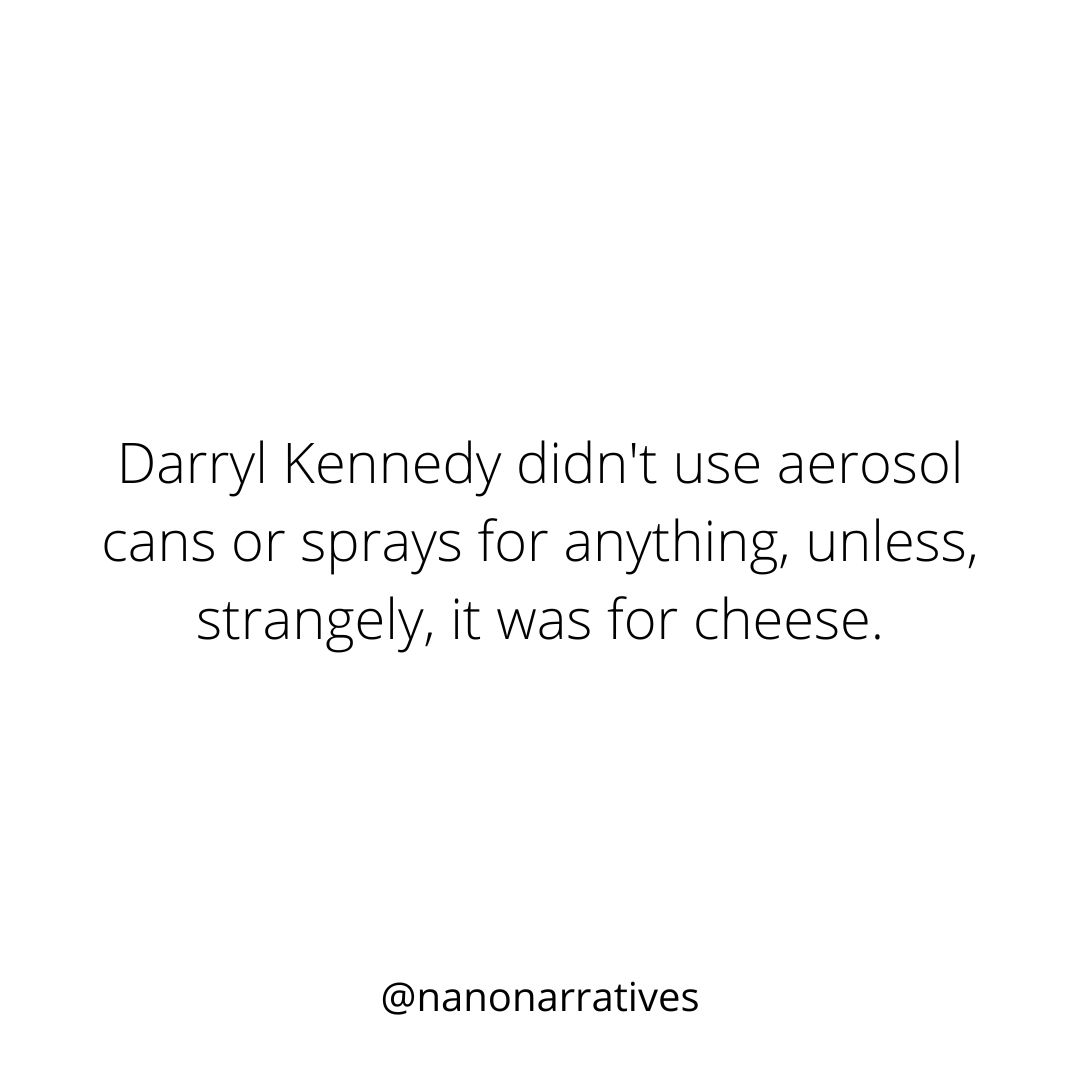 Darryl Kennedy didn't use aerosol
cans or sprays for anything, unless,
strangely, it was for cheese.
@nanonarratives